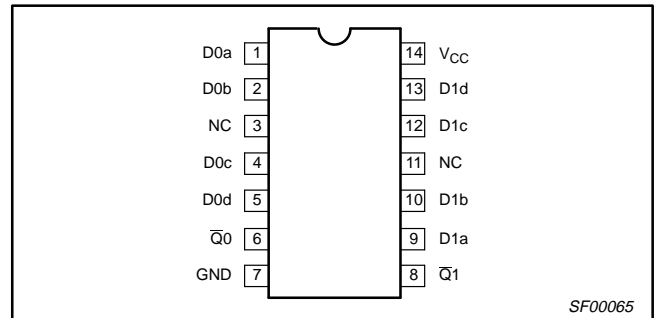 D0a 1 14 VCC
D0b 2 13 D1d
NC 3 12 D1c
D0c 4 11 NC
D0d 5 10 D1b
Q̅0 6 9 D1a
GND 7 8 Q̅1
SF00065